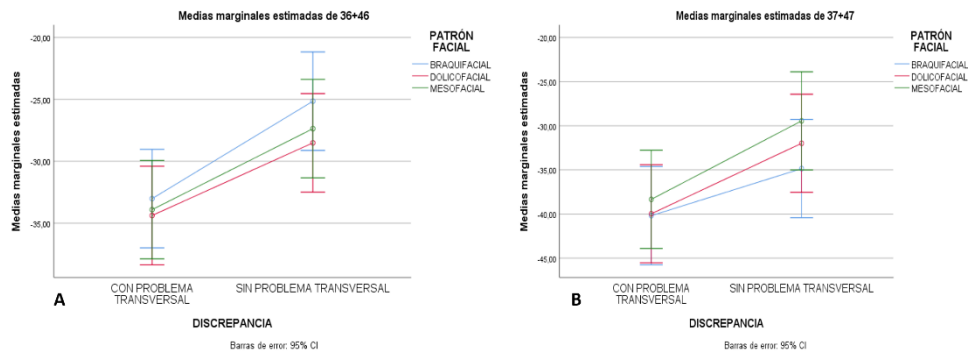 Medias marginales estimadas de 36+46
Medias marginales estimadas
-20,00
-25,00
-30,00
-35,00
PATRÓN
FACIAL
BRAQUIFACIAL
DOLICOFACIAL
MESOFACIAL
CON PROBLEMA
TRANSVERSAL
SIN PROBLEMA TRANSVERSAL
A
DISCREPANCIA
Barras de error: 95% CI
Medias marginales estimadas de 37+47
Medias marginales estimadas
-20,00
-25,00
-30,00
-35,00
-40,00
-45,00
PATRÓN
FACIAL
BRAQUIFACIAL
DOLICOFACIAL
MESOFACIAL
CON PROBLEMA
TRANSVERSAL
SIN PROBLEMA TRANSVERSAL
B
DISCREPANCIA
Barras de error: 95% CI